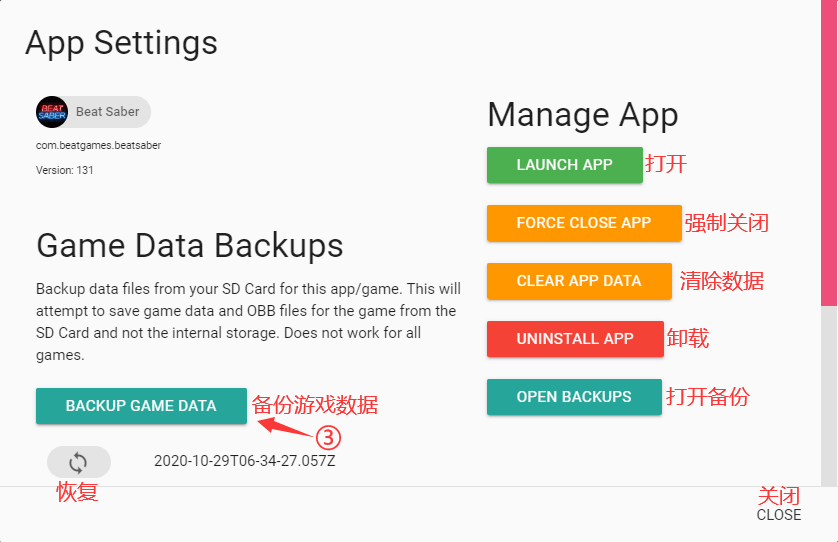 App Settings
BEAT
SABER
Beat Saber
com.beatgames.beatsaber
Version: 131
Game Data Backups
Backup data files from your SD Card for this app/game. This will
attempt to save game data and OBB files for the game from the
SD Card and not the internal storage. Does not work for all
games.
BACKUP GAME DATA 备份游戏数据
③
2020-10-29T06-34-27.057Z
恢复
Manage App
LAUNCH APP 打开
FORCE CLOSE APP 强制关闭
CLEAR APP DATA 清除数据
UNINSTALL APP 卸载
OPEN BACKUPS 打开备份
关闭
CLOSE